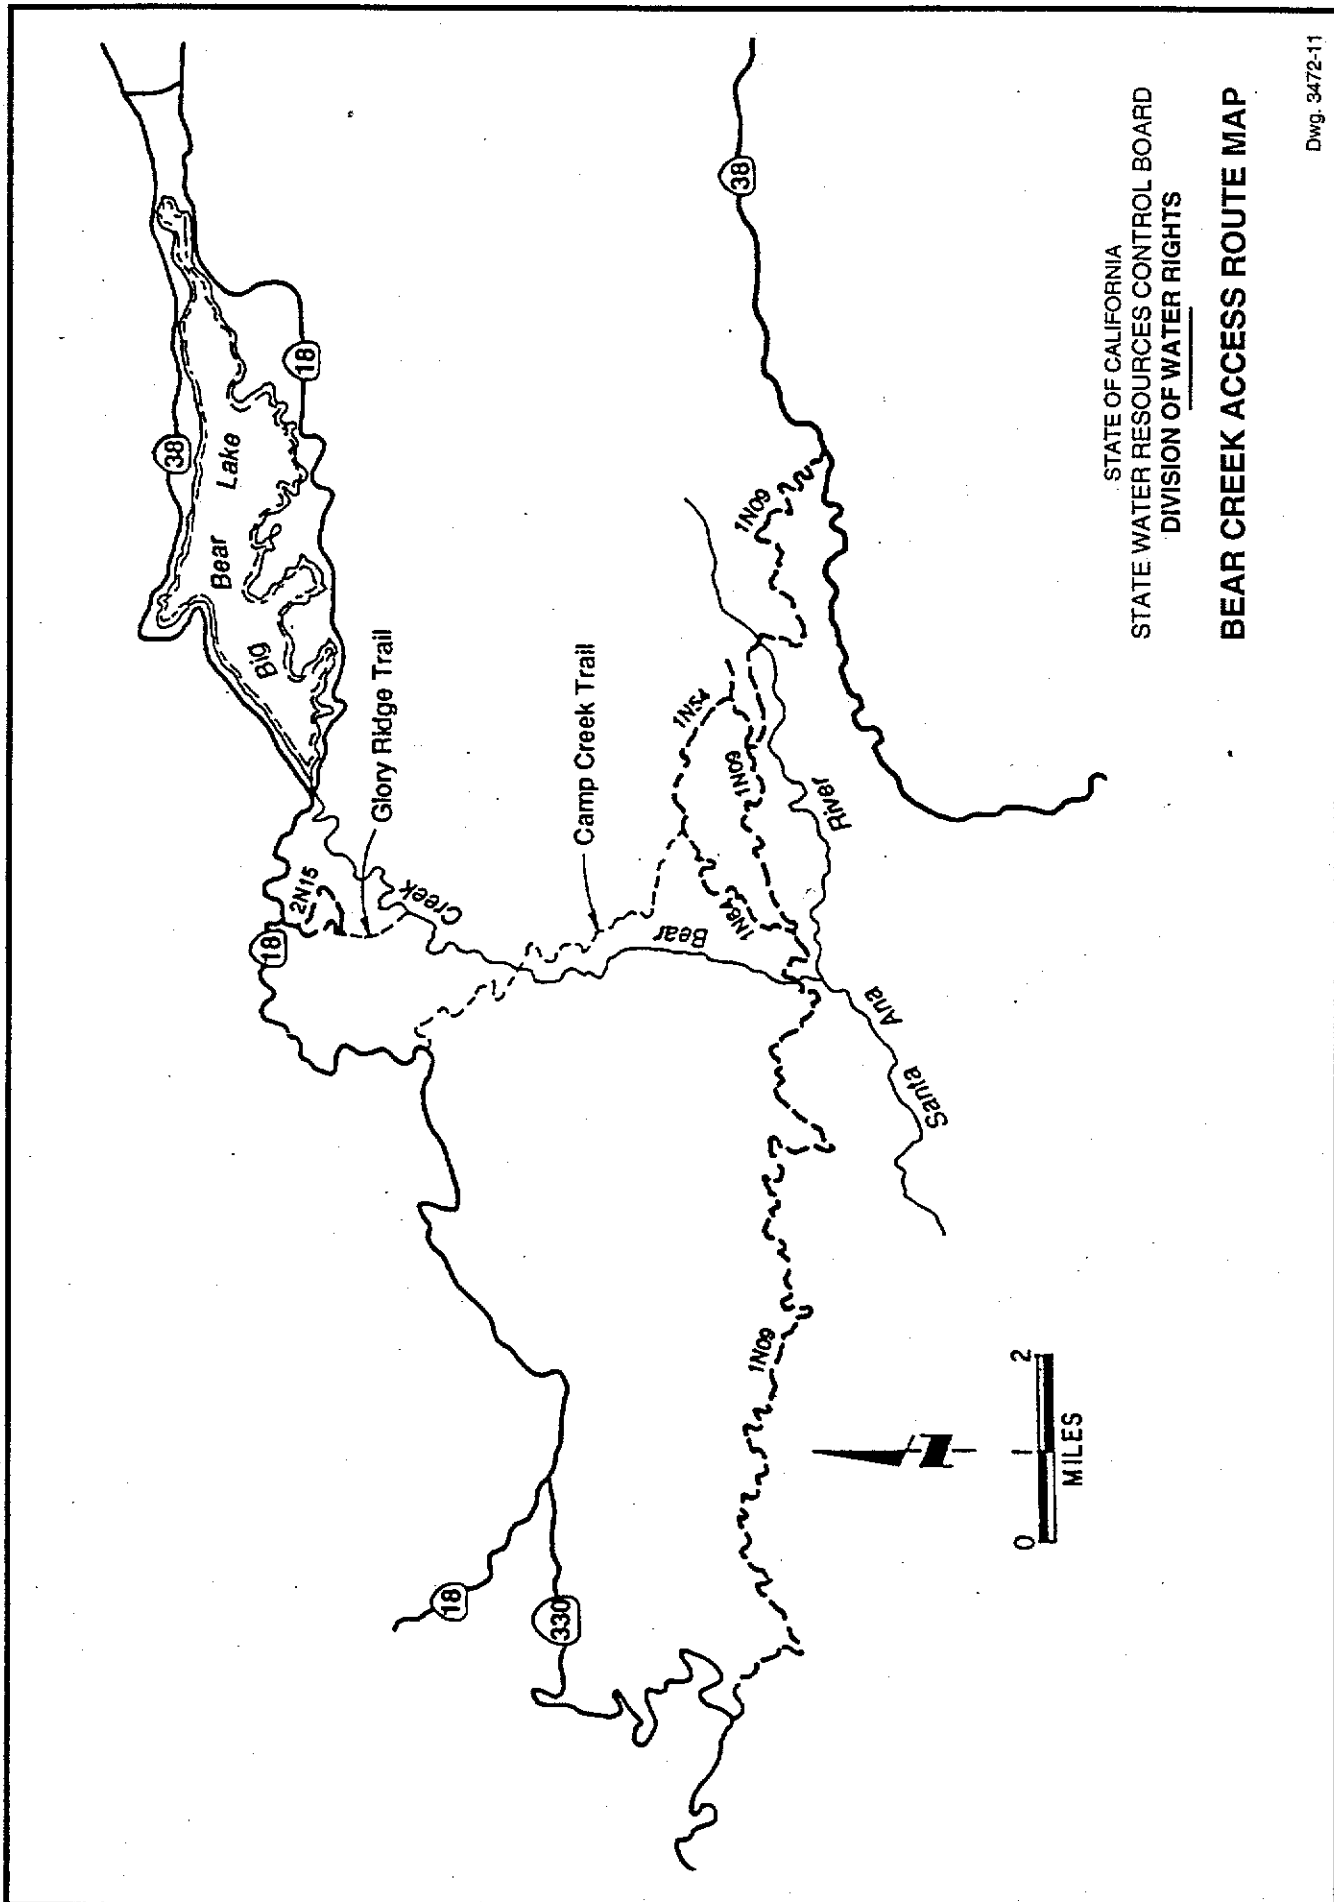 38
18
38
Big Bear Lake
Glory Ridge Trail
2N15
18
Bear Creek
Camp Creek Trail
1N54
1N09
1N84
1N09
38
Santa Ana River
18
330
1N09
0 1 2
MILES
STATE OF CALIFORNIA
STATE WATER RESOURCES CONTROL BOARD
DIVISION OF WATER RIGHTS
BEAR CREEK ACCESS ROUTE MAP
Dwg. 3472-11